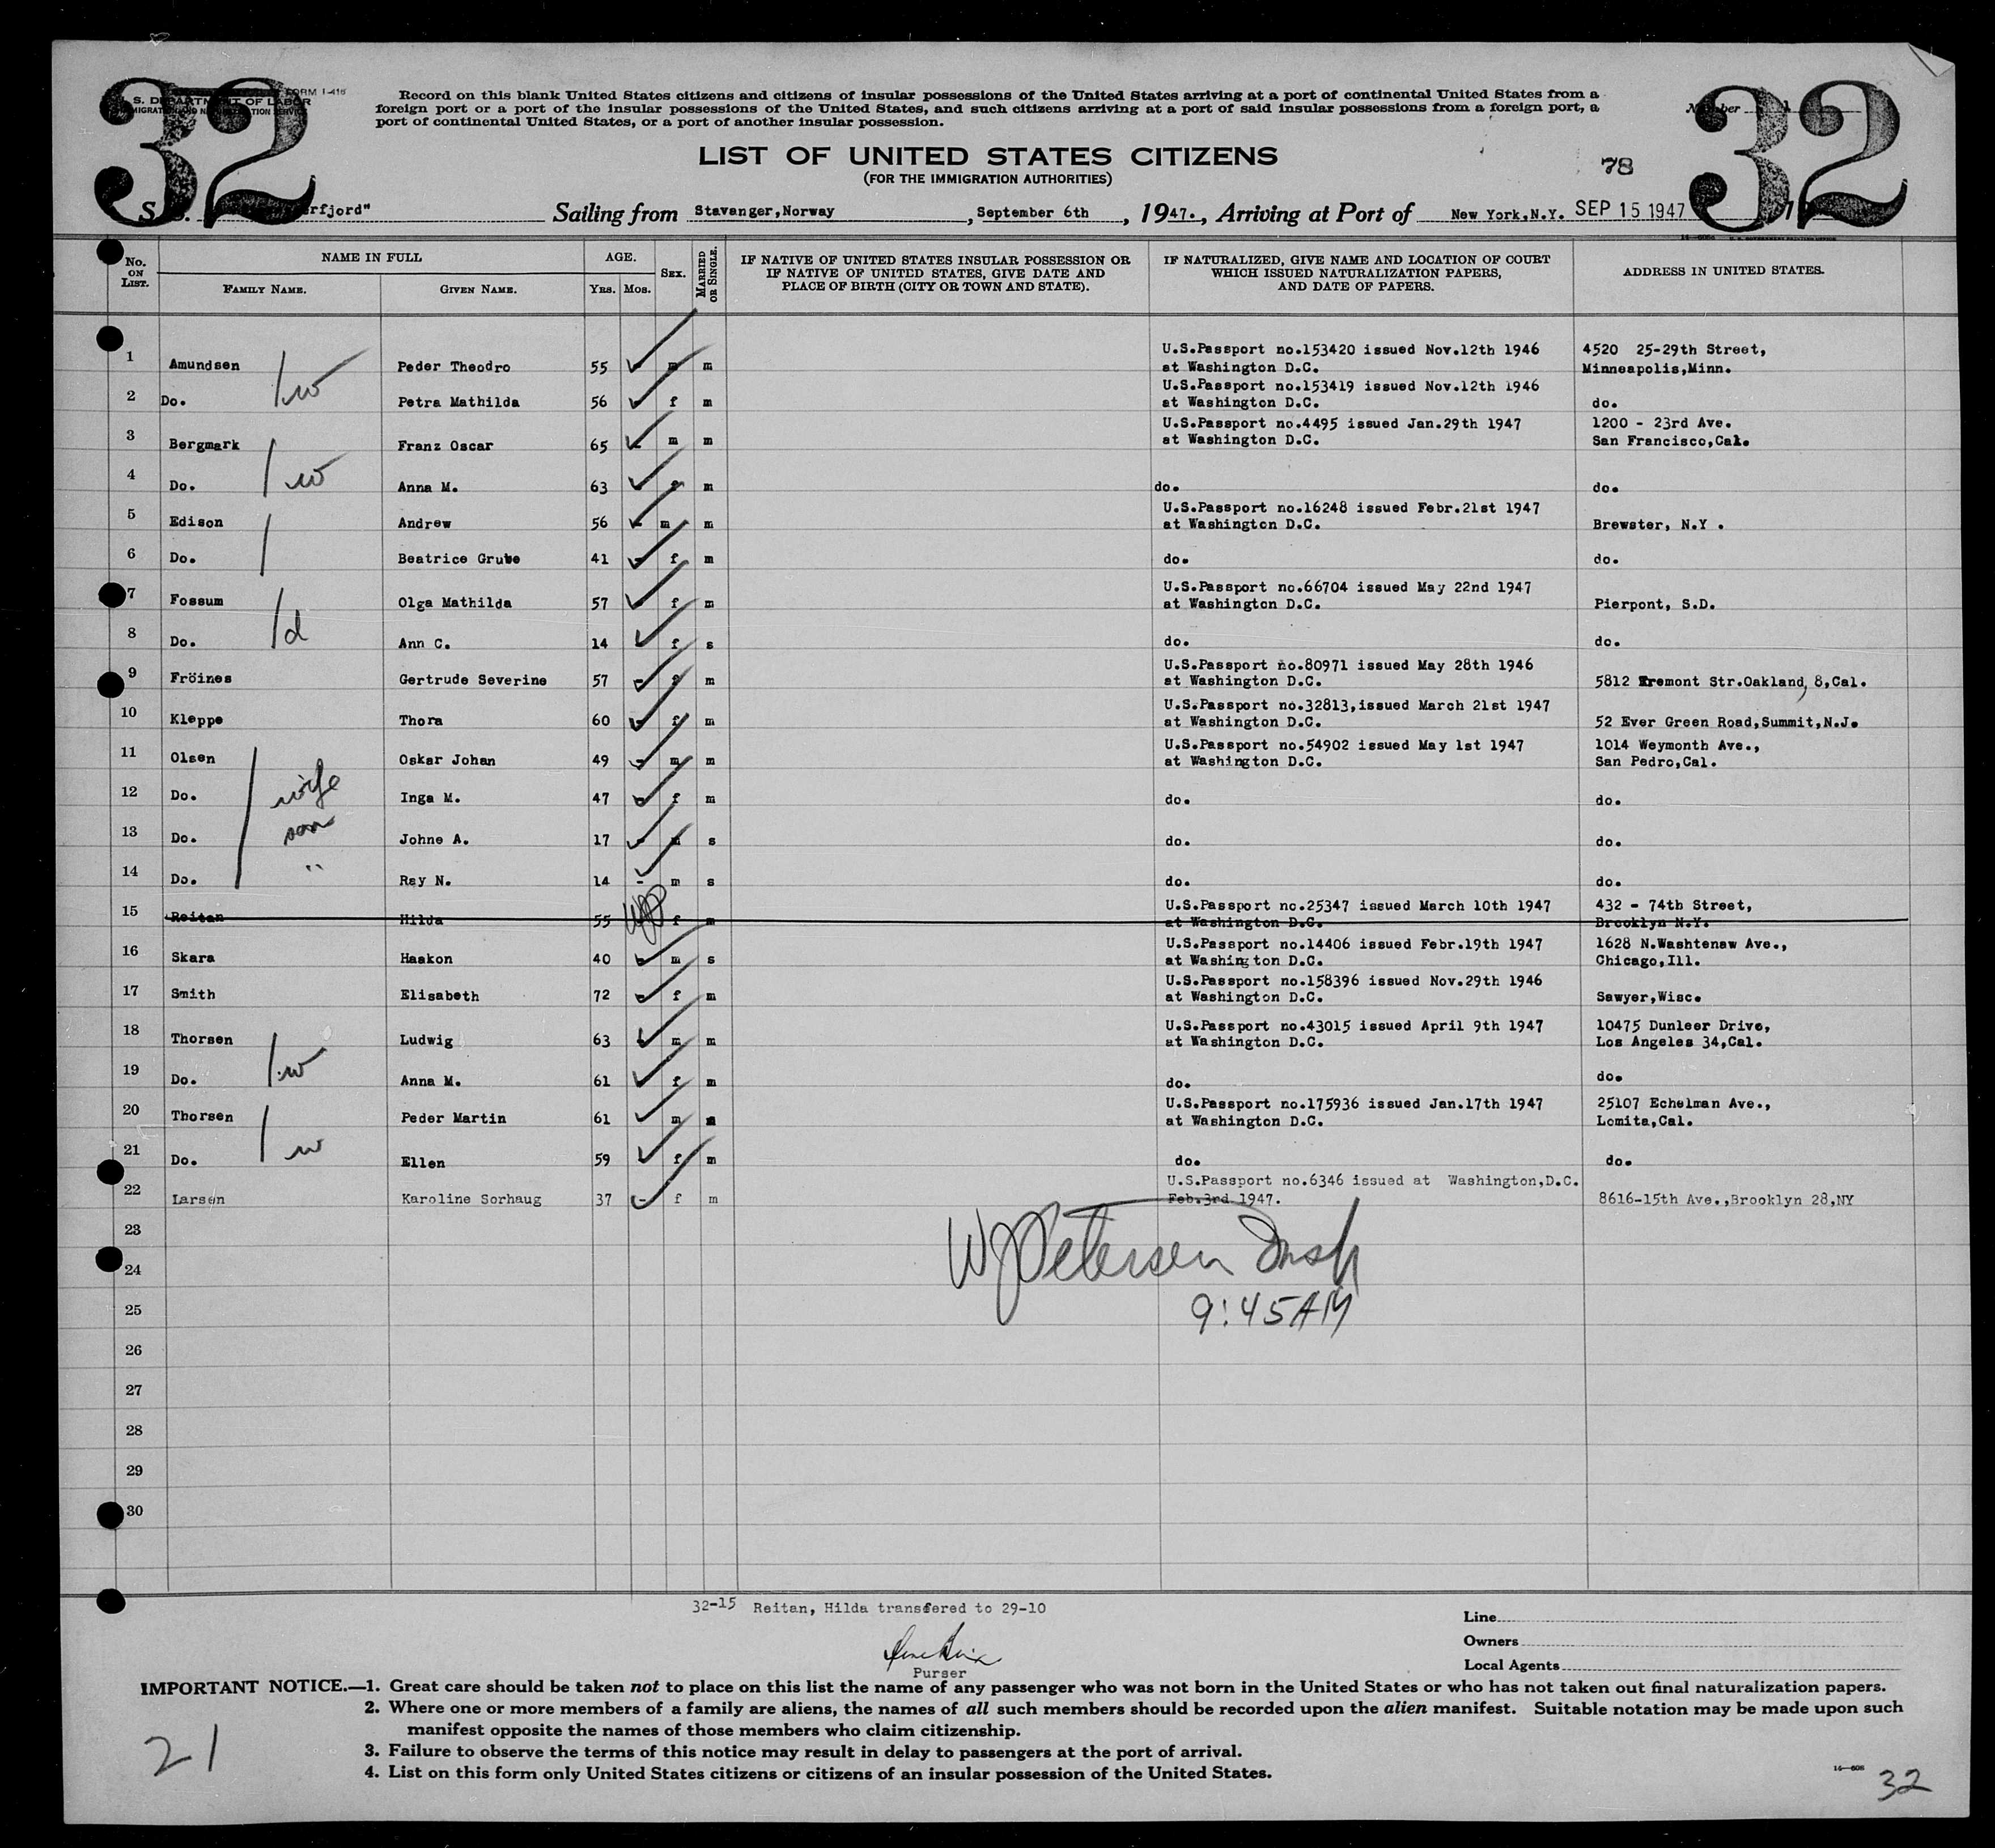 32
FORM I-416
S. DEPARTMENT OF LABOR
Record on this blank United States citizens and citizens of insular possessions of the United States arriving at a port of continental United States from a
foreign port or a port of the insular possessions of the United States, and such citizens arriving at a port of said insular possessions from a foreign port, a
port of continental United States, or a port of another insular possession.
32
LIST OF UNITED STATES CITIZENS
(FOR THE IMMIGRATION AUTHORITIES)
78
S. rfjord" Sailing from Stavanger,Norway, September 6th, 1947., Arriving at Port of New York,N.Y. SEP 15 1947
No. ON LIST. NAME IN FULL FAMILY NAME. GIVEN NAME. AGE. YRS. MOS. SEX. MARRIED OR SINGLE. IF NATIVE OF UNITED STATES INSULAR POSSESSION OR IF NATIVE OF UNITED STATES, GIVE DATE AND PLACE OF BIRTH (CITY OR TOWN AND STATE). IF NATURALIZED, GIVE NAME AND LOCATION OF COURT WHICH ISSUED NATURALIZATION PAPERS, AND DATE OF PAPERS. ADDRESS IN UNITED STATES.
1 Amundsen Peder Theodro 55 m m U.S.Passport no.153420 issued Nov.12th 1946 at Washington D.C. 4520 25-29th Street, Minneapolis,Minn.
2 Do. w Petra Mathilda 56 f m U.S.Passport no.153419 issued Nov.12th 1946 at Washington D.C. do.
3 Bergmark Franz Oscar 65 m m U.S.Passport no.4495 issued Jan.29th 1947 at Washington D.C. 1200 - 23rd Ave. San Francisco,Cal.
4 Do. w Anna M. 63 f m do. do.
5 Edison Andrew 56 m m U.S.Passport no.16248 issued Febr.21st 1947 at Washington D.C. Brewster, N.Y .
6 Do. Beatrice Grube 41 f m do. do.
7 Fossum Olga Mathilda 57 f m U.S.Passport no.66704 issued May 22nd 1947 at Washington D.C. Pierpont, S.D.
8 Do. d Ann C. 14 f s do. do.
9 Fröines Gertrude Severine 57 f m U.S.Passport no.80971 issued May 28th 1946 at Washington D.C. 5812 Fremont Str.Oakland, 8,Cal.
10 Kleppe Thora 60 f m U.S.Passport no.32813,issued March 21st 1947 at Washington D.C. 52 Ever Green Road,Summit,N.J.
11 Olsen Oskar Johan 49 m m U.S.Passport no.54902 issued May 1st 1947 at Washington D.C. 1014 Weymonth Ave., San Pedro,Cal.
12 Do. wife Inga M. 47 f m do. do.
13 Do. son Johne A. 17 m s do. do.
14 Do. " Ray N. 14 - m s do. do.
15 Reitan Hilda 55 f m U.S.Passport no.25347 issued March 10th 1947 at Washington D.C. 432 - 74th Street, Brooklyn N.Y.
16 Skara Haakon 40 m s U.S.Passport no.14406 issued Febr.19th 1947 at Washington D.C. 1628 N.Washtenaw Ave., Chicago,Ill.
17 Smith Elisabeth 72 f m U.S.Passport no.158396 issued Nov.29th 1946 at Washington D.C. Sawyer,Wisc.
18 Thorsen Ludwig 63 m m U.S.Passport no.43015 issued April 9th 1947 at Washington D.C. 10475 Dunleer Drive, Los Angeles 34,Cal.
19 Do. w Anna M. 61 f m do. do.
20 Thorsen Peder Martin 61 m m U.S.Passport no.175936 issued Jan.17th 1947 at Washington D.C. 25107 Echelman Ave., Lomita,Cal.
21 Do. w Ellen 59 f m do. do.
22 Larsen Karoline Sorhaug 37 - f m U.S.Passport no.6346 issued at Washington,D.C. Feb.3rd 1947. 8616-15th Ave.,Brooklyn 28,NY
23
WJPetersen Insp
24
25
9:45AM
26
27
28
29
30
32-15 Reitan, Hilda transfered to 29-10
Purser
Line
Owners
Local Agents
IMPORTANT NOTICE.—1. Great care should be taken not to place on this list the name of any passenger who was not born in the United States or who has not taken out final naturalization papers.
2. Where one or more members of a family are aliens, the names of all such members should be recorded upon the alien manifest. Suitable notation may be made upon such
manifest opposite the names of those members who claim citizenship.
3. Failure to observe the terms of this notice may result in delay to passengers at the port of arrival.
4. List on this form only United States citizens or citizens of an insular possession of the United States.
21
32